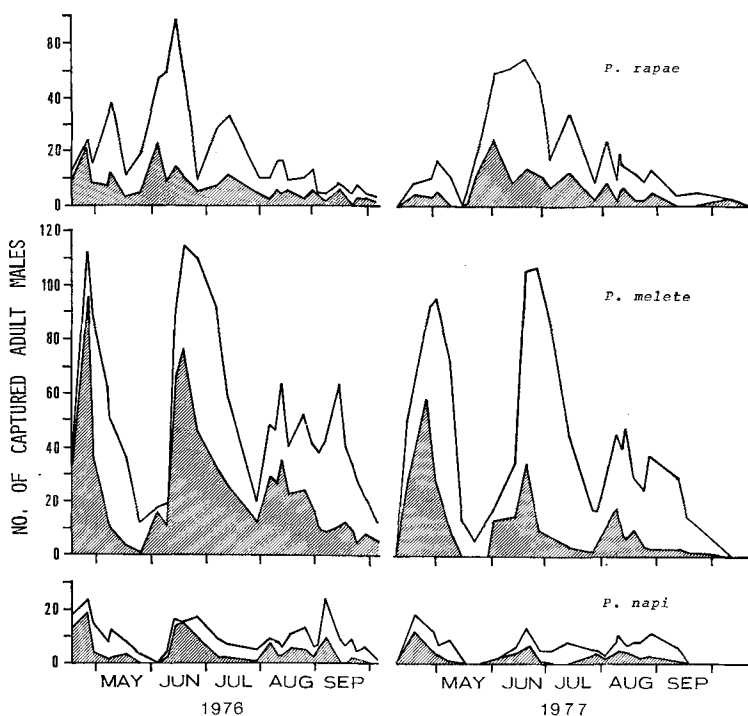 80
40
20
0
P. rapae
120
100
80
60
40
20
0
P. melete
NO. OF CAPTURED ADULT MALES
20
0
P. napi
MAY JUN JUL AUG SEP MAY JUN JUL AUG SEP
1976 1977